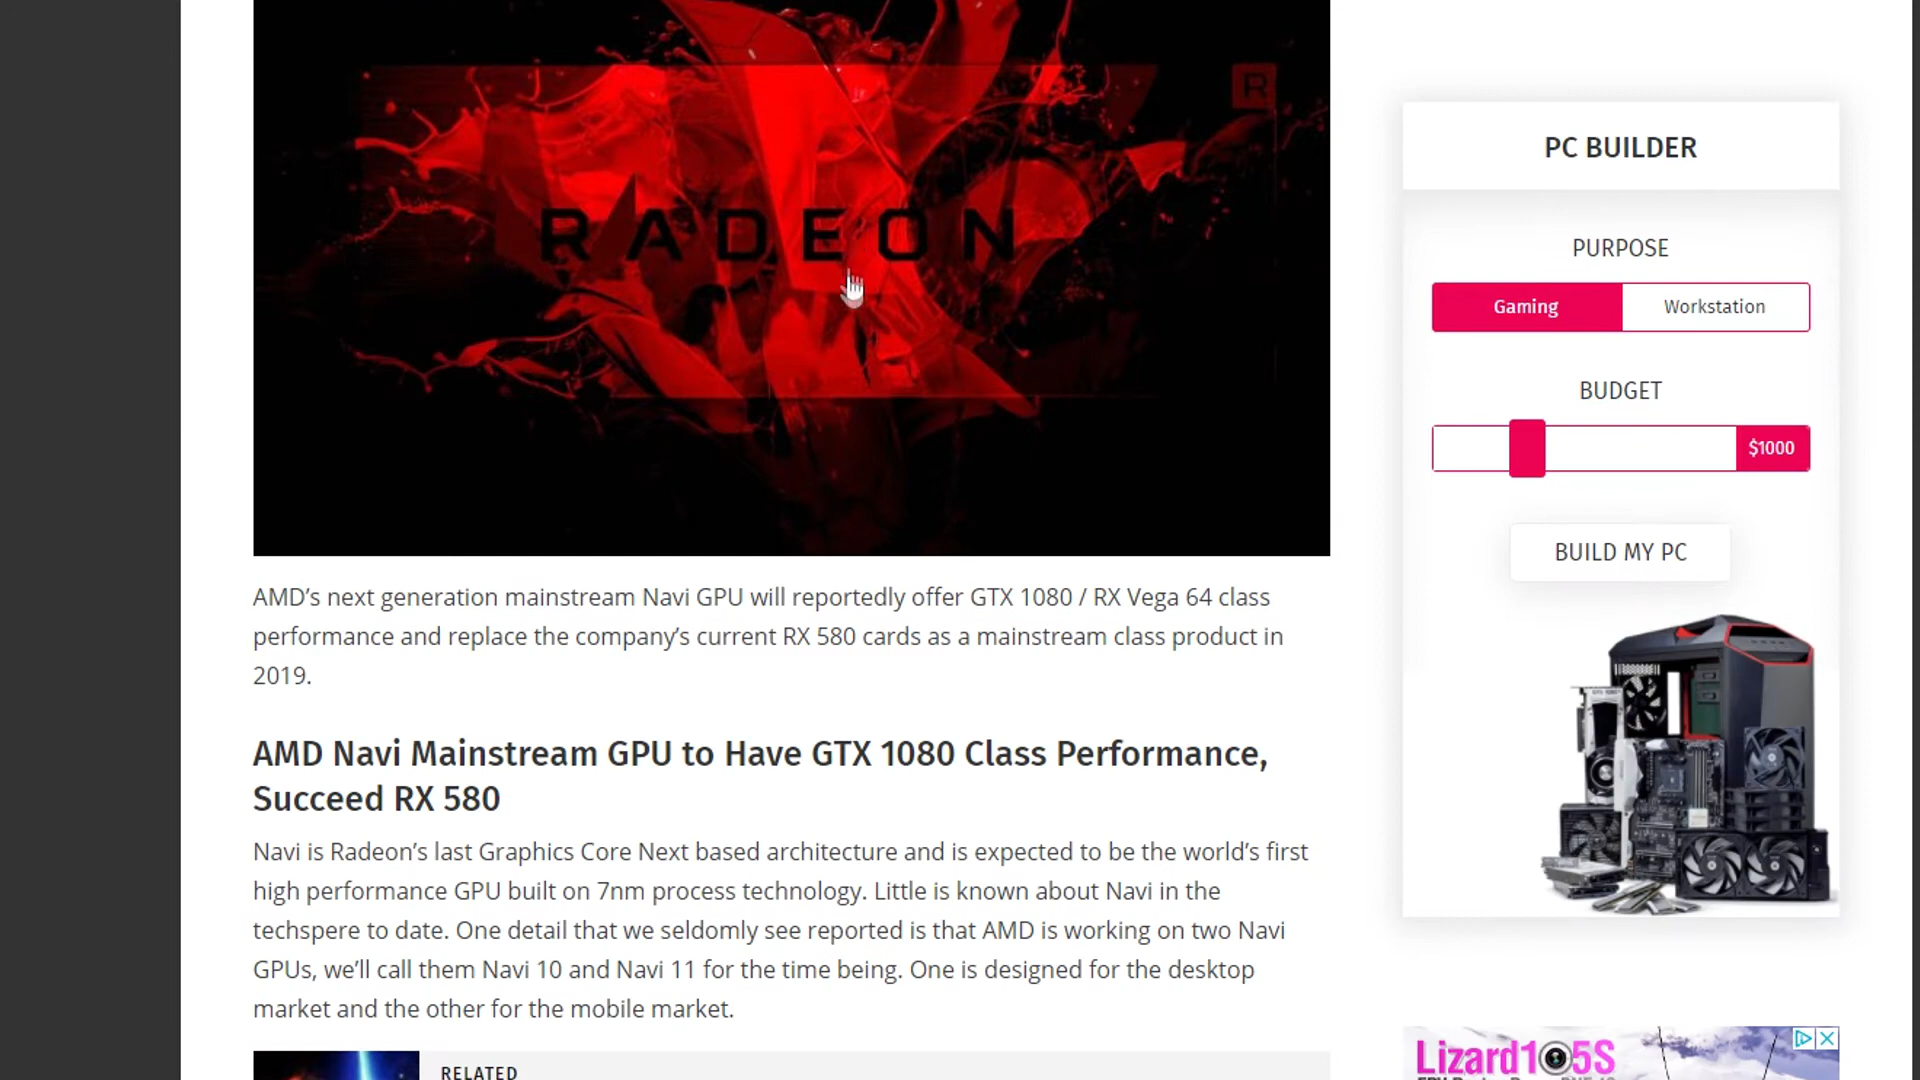 R
RADEON
AMD’s next generation mainstream Navi GPU will reportedly offer GTX 1080 / RX Vega 64 class
performance and replace the company’s current RX 580 cards as a mainstream class product in
2019.
AMD Navi Mainstream GPU to Have GTX 1080 Class Performance,
Succeed RX 580
Navi is Radeon’s last Graphics Core Next based architecture and is expected to be the world’s first
high performance GPU built on 7nm process technology. Little is known about Navi in the
techspere to date. One detail that we seldomly see reported is that AMD is working on two Navi
GPUs, we’ll call them Navi 10 and Navi 11 for the time being. One is designed for the desktop
market and the other for the mobile market.
RELATED
PC BUILDER
PURPOSE
Gaming
Workstation
BUDGET
$1000
BUILD MY PC
Lizard105S